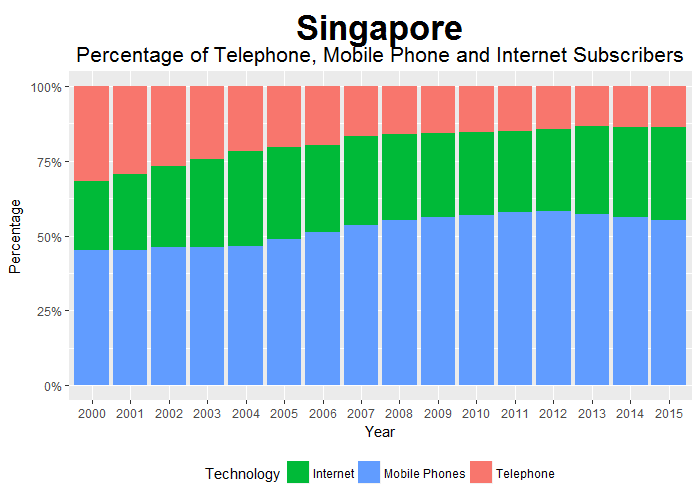 Singapore
Percentage of Telephone, Mobile Phone and Internet Subscribers
100%
75%
50%
25%
0%
Percentage
2000 2001 2002 2003 2004 2005 2006 2007 2008 2009 2010 2011 2012 2013 2014 2015
Year
Technology Internet Mobile Phones Telephone